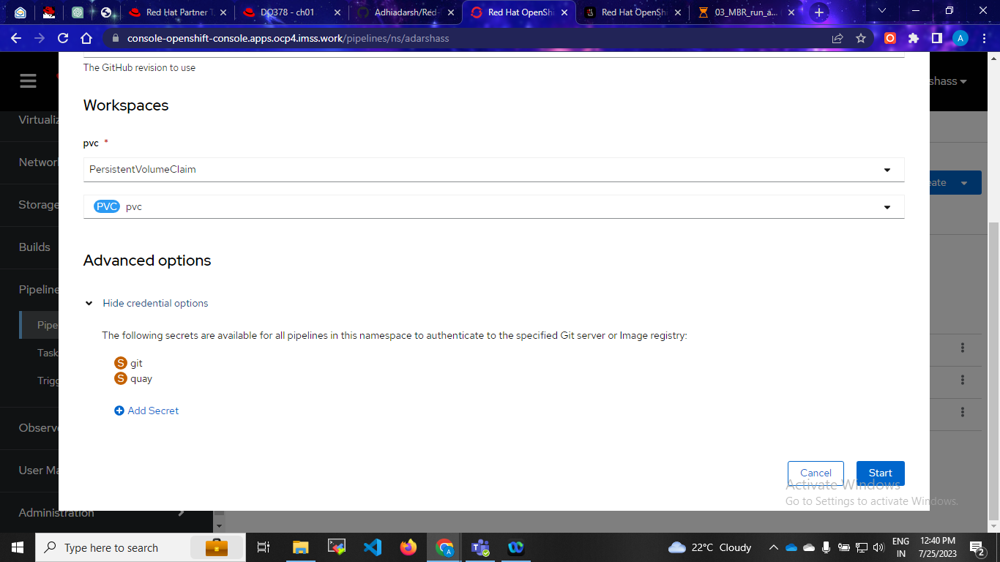 Red Hat Partner T
DO378 - ch01
Adhiadarsh/Red-
Red Hat OpenShi
Red Hat OpenShi
03_MBR_run_a...
console-openshift-console.apps.ocp4.imss.work/pipelines/ns/adarshass
A
The GitHub revision to use
shass
Workspaces
Virtualiz
pvc *
Network
PersistentVolumeClaim
eate
Storage
PVC pvc
Builds
Advanced options
Pipeline
Hide credential options
Pipe
The following secrets are available for all pipelines in this namespace to authenticate to the specified Git server or Image registry:
Task
S git
Trigg
S quay
Add Secret
Observe
User Ma
Cancel
Start
Activate Windows
Go to Settings to activate Windows.
Administration
Type here to search
22°C Cloudy
ENG
IN
12:40 PM
7/25/2023
2